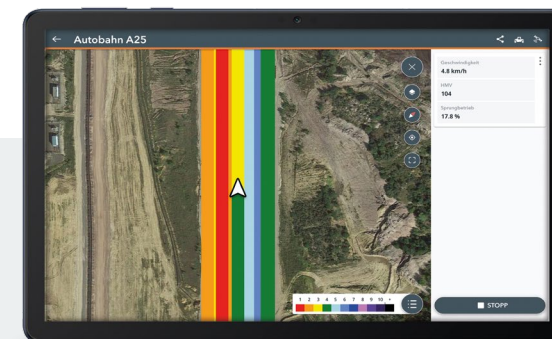 Autobahn A25
Geschwindigkeit
4.8 km/h
HMV
104
Sprungbetrieb
17.8 %
1 2 3 4 5 6 7 8 9 10 +
STOPP